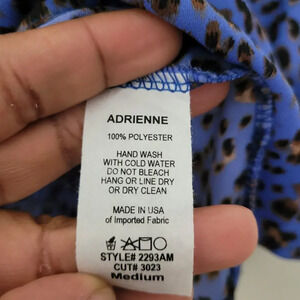 ADRIENNE
100% POLYESTER
HAND WASH
WITH COLD WATER
DO NOT BLEACH
HANG OR LINE DRY
OR DRY CLEAN
MADE IN USA
of Imported Fabric
STYLE# 2293AM
CUT# 3023
Medium